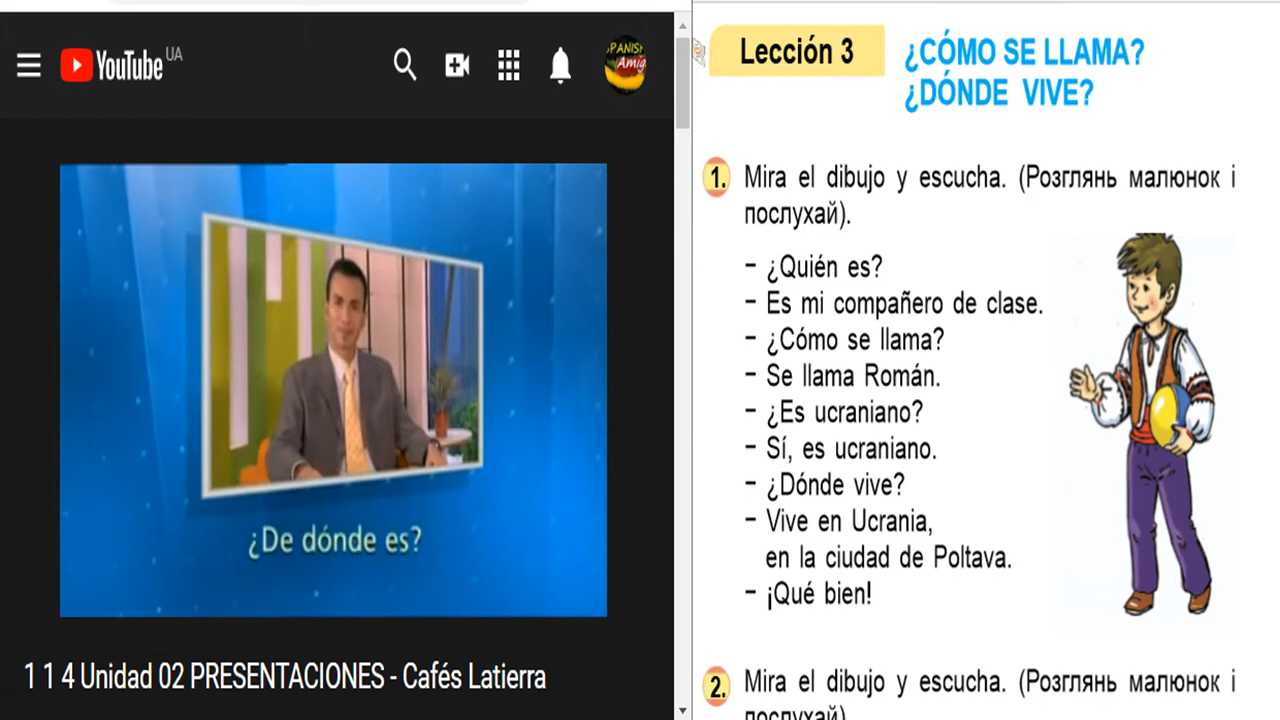 YouTube UA
SPANISH
Amig
¿De dónde es?
1 1 4 Unidad 02 PRESENTACIONES - Cafés Latierra
Lección 3
¿CÓMO SE LLAMA?
¿DÓNDE VIVE?
1. Mira el dibujo y escucha. (Розглянь малюнок і
послухай).
– ¿Quién es?
– Es mi compañero de clase.
– ¿Cómo se llama?
– Se llama Román.
– ¿Es ucraniano?
– Sí, es ucraniano.
– ¿Dónde vive?
– Vive en Ucrania,
en la ciudad de Poltava.
– ¡Qué bien!
2. Mira el dibujo y escucha. (Розглянь малюнок і
послухай)